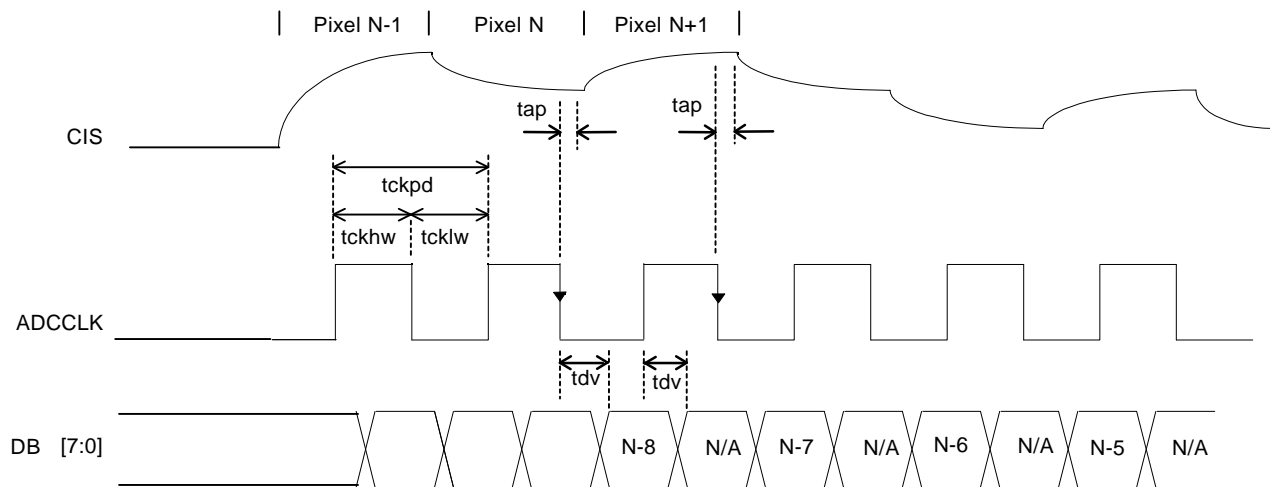 | Pixel N-1 | Pixel N | Pixel N+1 |
tap
tap
CIS
tckpd
tckhw
tcklw
ADCCLK
tdv
tdv
DB [7:0]
N-8
N/A
N-7
N/A
N-6
N/A
N-5
N/A